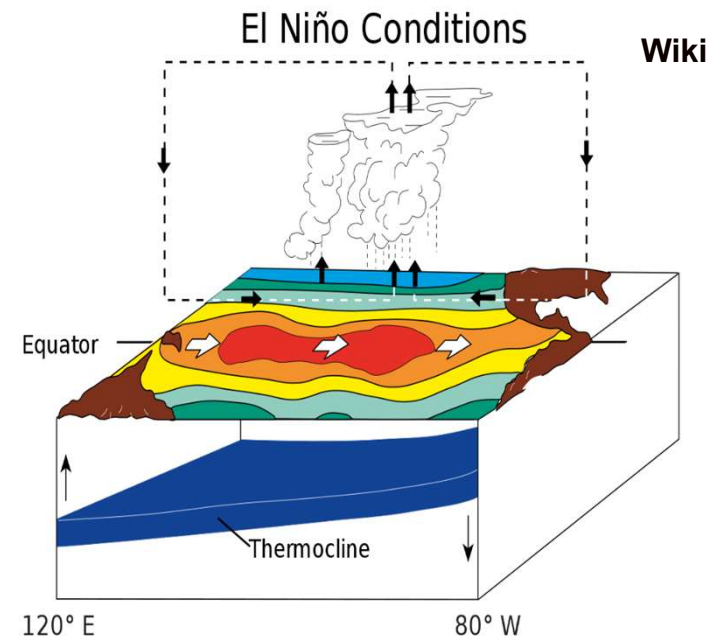 El Niño Conditions
Wiki
Equator
Thermocline
120° E
80° W